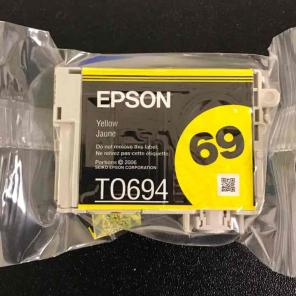 EPSON
Yellow
Jaune
69
Do not remove this label:
Ne retirez pas cette étiquette:
© 2006
SEIKO EPSON CORPORATION
T0694